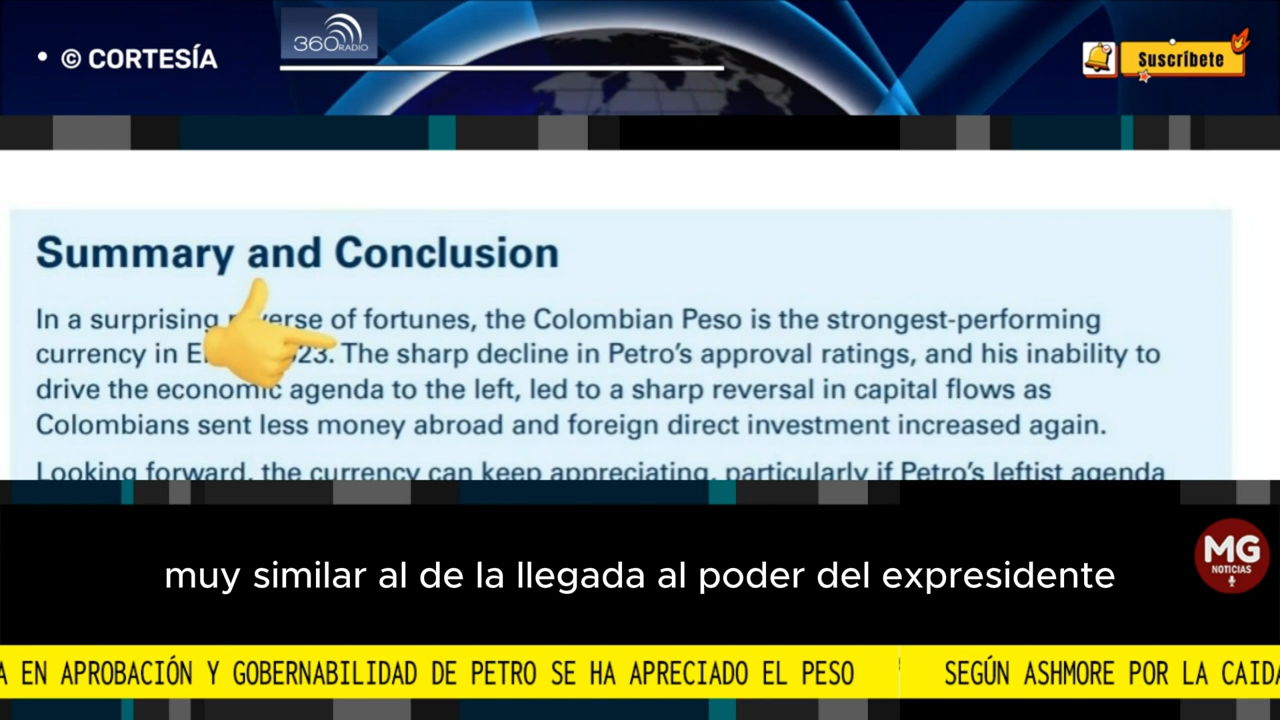 • © CORTESÍA
360RADIO
Suscríbete
Summary and Conclusion
In a surprising of fortunes, the Colombian Peso is the strongest-performing
currency in The sharp decline in Petro’s approval ratings, and his inability to
drive the economic agenda to the left, led to a sharp reversal in capital flows as
Colombians sent less money abroad and foreign direct investment increased again.
Looking forward, the currency can keep appreciating, particularly if Petro’s leftist agenda
MG
NOTICIAS
muy similar al de la llegada al poder del expresidente
A EN APROBACIÓN Y GOBERNABILIDAD DE PETRO SE HA APRECIADO EL PESO SEGÚN ASHMORE POR LA CAIDA